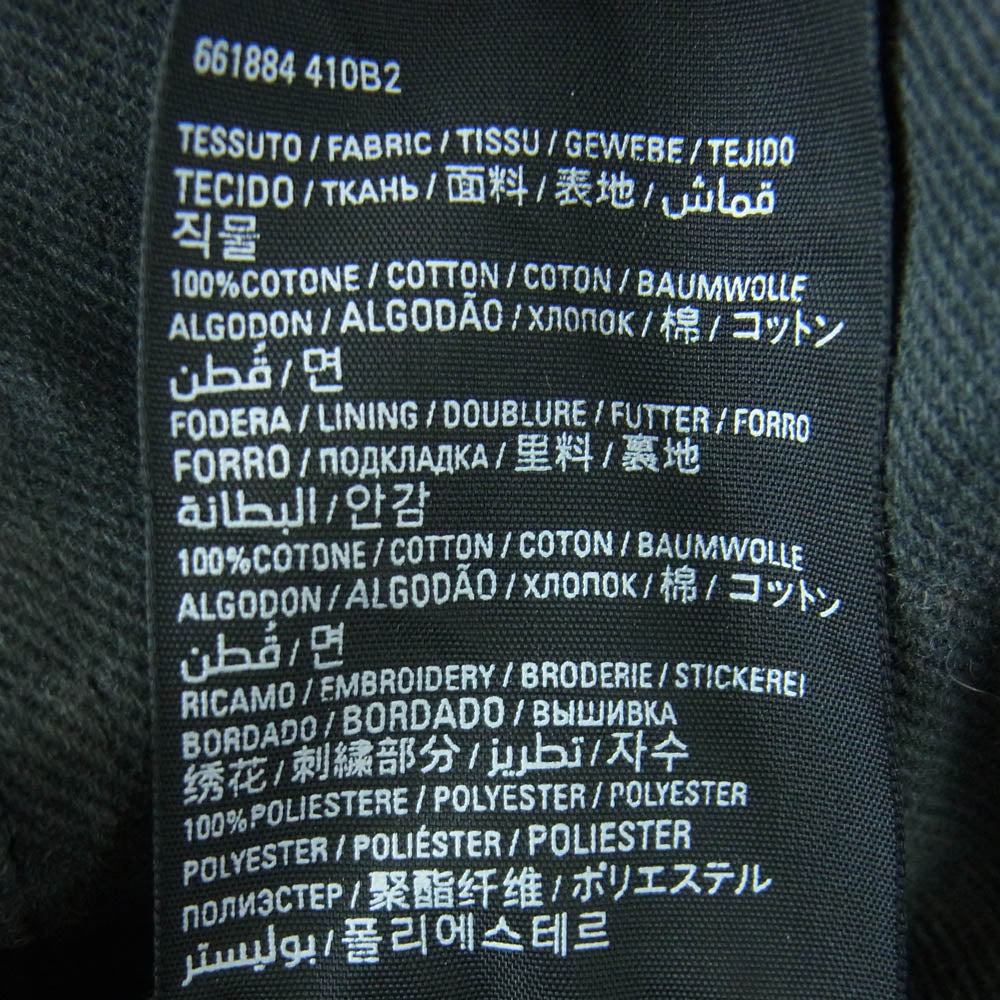 661884 410B2
TESSUTO / FABRIC / TISSU / GEWEBE / TEJIDO
TECIDO / ТКАНЬ / 面料 / 表地 / قماش
직물
100%COTONE / COTTON / COTON / BAUMWOLLE
ALGODON / ALGODÃO / ХЛОПОК / 棉 / コットン
قُطن / 면
FODERA / LINING / DOUBLURE / FUTTER / FORRO
FORRO / ПОДКЛАДКА / 里料 / 裏地
البطانة / 안감
100%COTONE / COTTON / COTON / BAUMWOLLE
ALGODON / ALGODÃO / ХЛОПОК / 棉 / コットン
قُطن / 면
RICAMO / EMBROIDERY / BRODERIE / STICKEREI
BORDADO / BORDADO / ВЫШИВКА
绣花 / 刺繍部分 / تطريز / 자수
100%POLIESTERE / POLYESTER / POLYESTER
POLYESTER / POLIÉSTER / POLIESTER
ПОЛИЭСТЕР / 聚酯纤维 / ポリエステル
بوليستر / 폴리에스테르